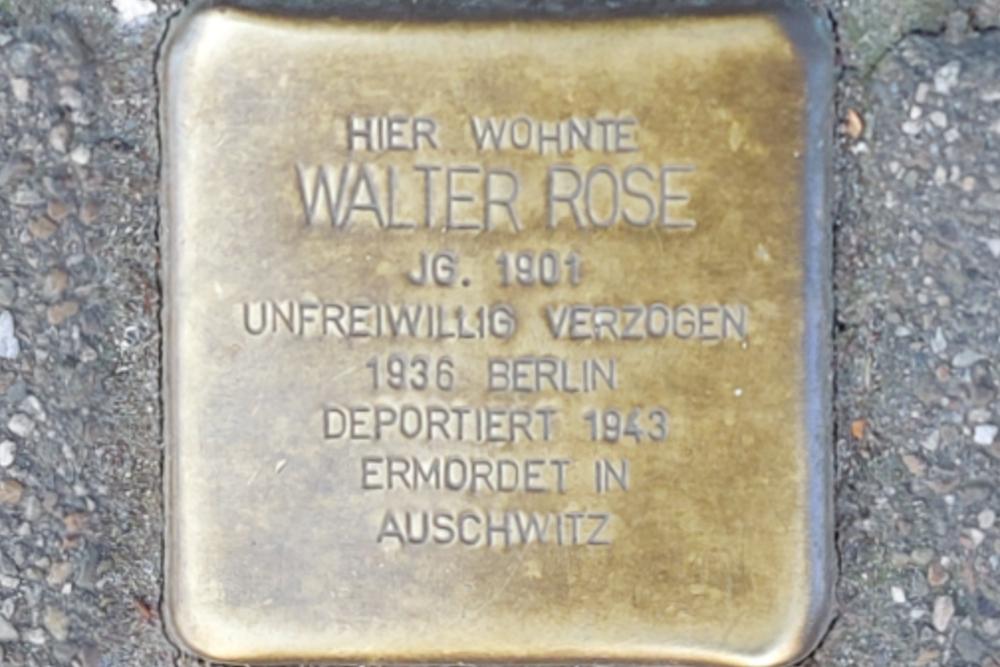 HIER WOHNTE
WALTER ROSE
JG. 1901
UNFREIWILLIG VERZOGEN
1936 BERLIN
DEPORTIERT 1943
ERMORDET IN
AUSCHWITZ